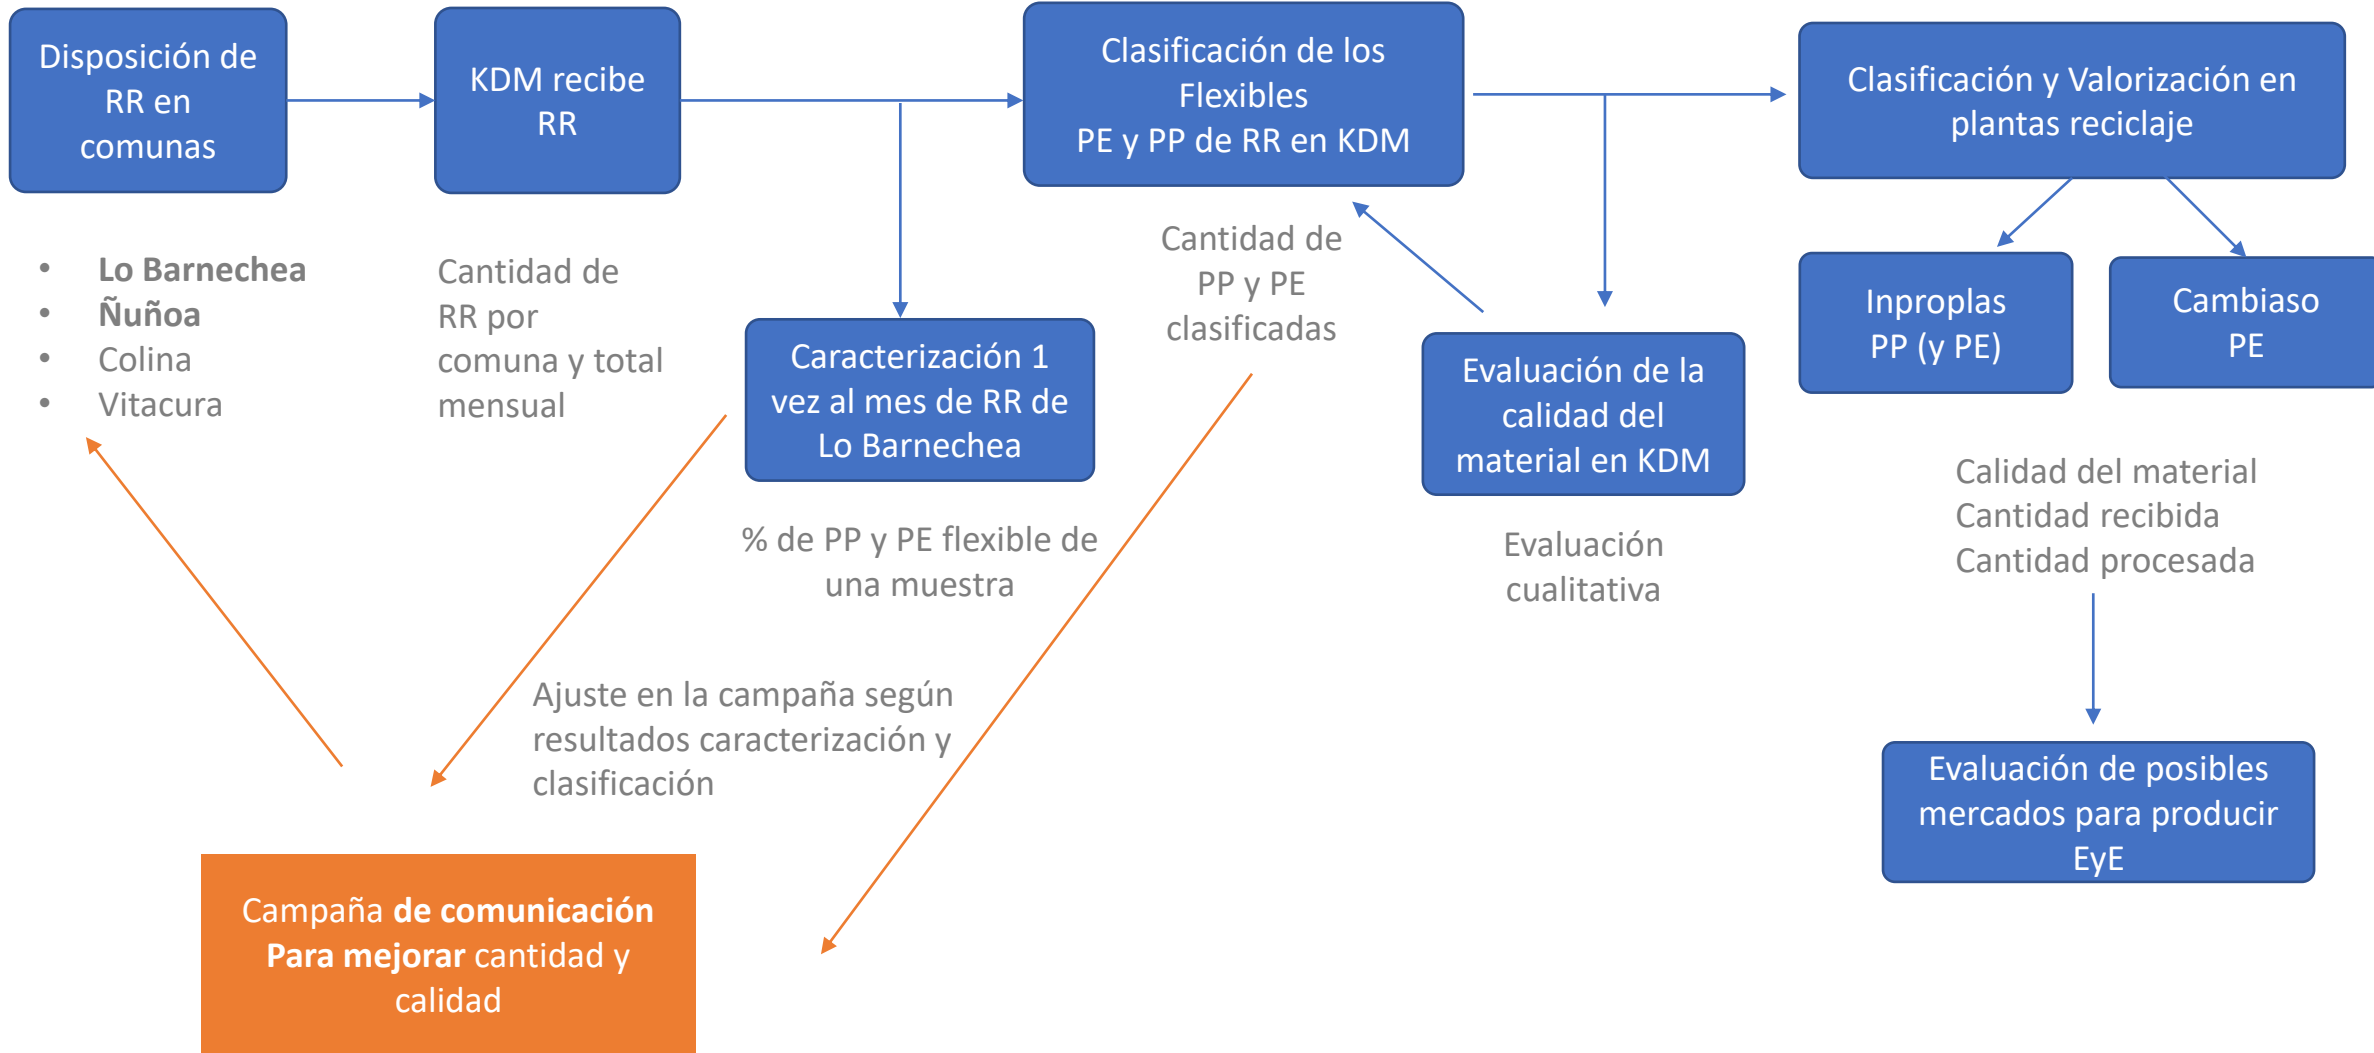 Disposición de
RR en
comunas
KDM recibe
RR
Clasificación de los
Flexibles
PE y PP de RR en KDM
Clasificación y Valorización en
plantas reciclaje
• Lo Barnechea
• Ñuñoa
• Colina
• Vitacura
Cantidad de
RR por
comuna y total
mensual
Caracterización 1
vez al mes de RR de
Lo Barnechea
% de PP y PE flexible de
una muestra
Cantidad de
PP y PE
clasificadas
Evaluación de la
calidad del
material en KDM
Evaluación
cualitativa
Inproplas
PP (y PE)
Cambiaso
PE
Calidad del material
Cantidad recibida
Cantidad procesada
Evaluación de posibles
mercados para producir
EyE
Ajuste en la campaña según
resultados caracterización y
clasificación
Campaña de comunicación
Para mejorar cantidad y
calidad